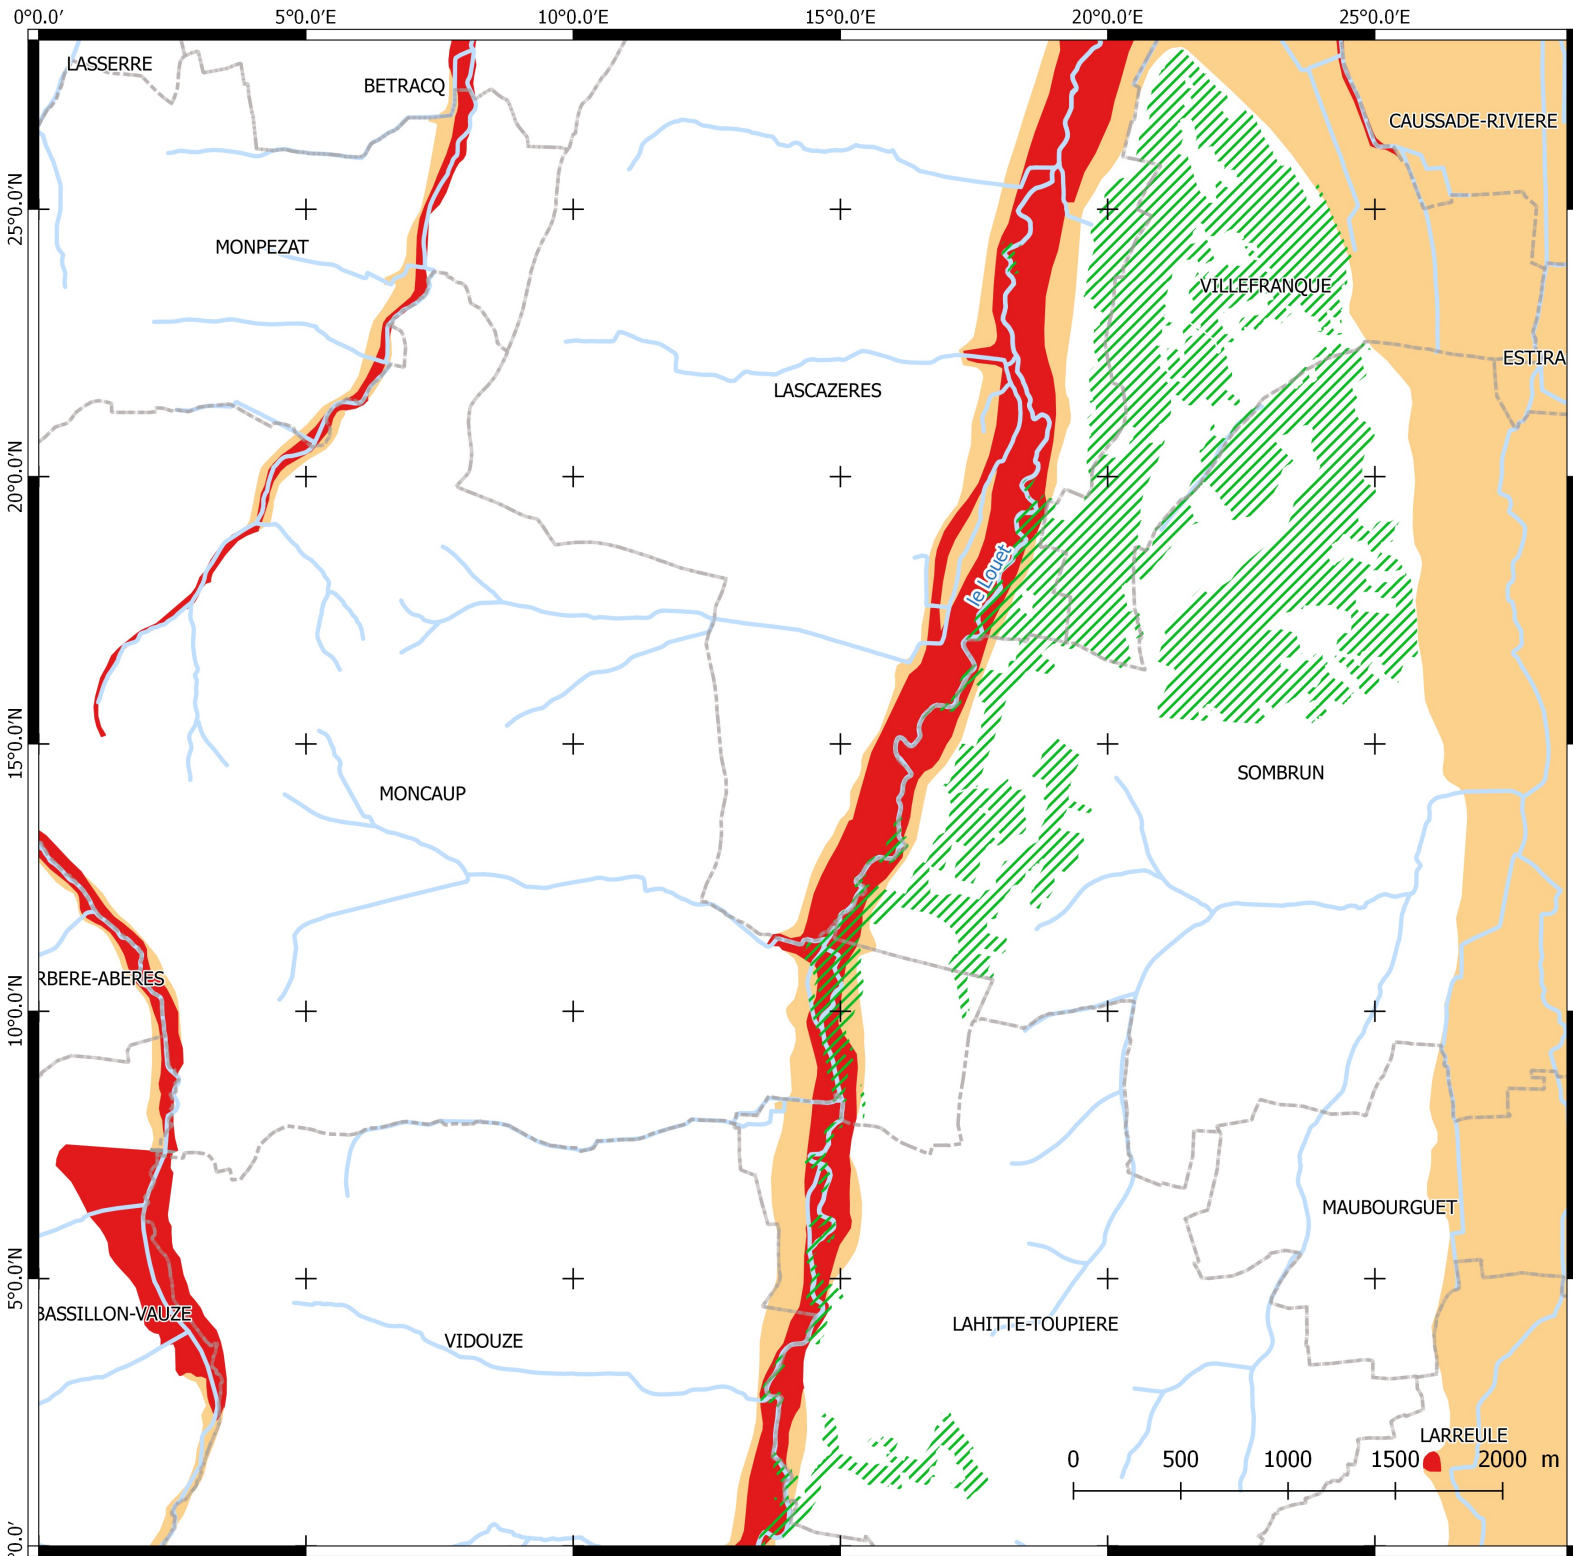 0°0.0′ 5°0.0′E 10°0.0′E 15°0.0′E 20°0.0′E 25°0.0′E
LASSERRE
BETRACQ
CAUSSADE-RIVIERE
25°0.0′N
MONPEZAT
VILLEFRANQUE
ESTIRA
LASCAZERES
20°0.0′N
le Louet
15°0.0′N
SOMBRUN
MONCAUP
RBERE-ABERES
10°0.0′N
MAUBOURGUET
5°0.0′N
BASSILLON-VAUZE
LAHITTE-TOUPIERE
VIDOUZE
LARREULE
0 500 1000 1500 2000 m
°0.0′